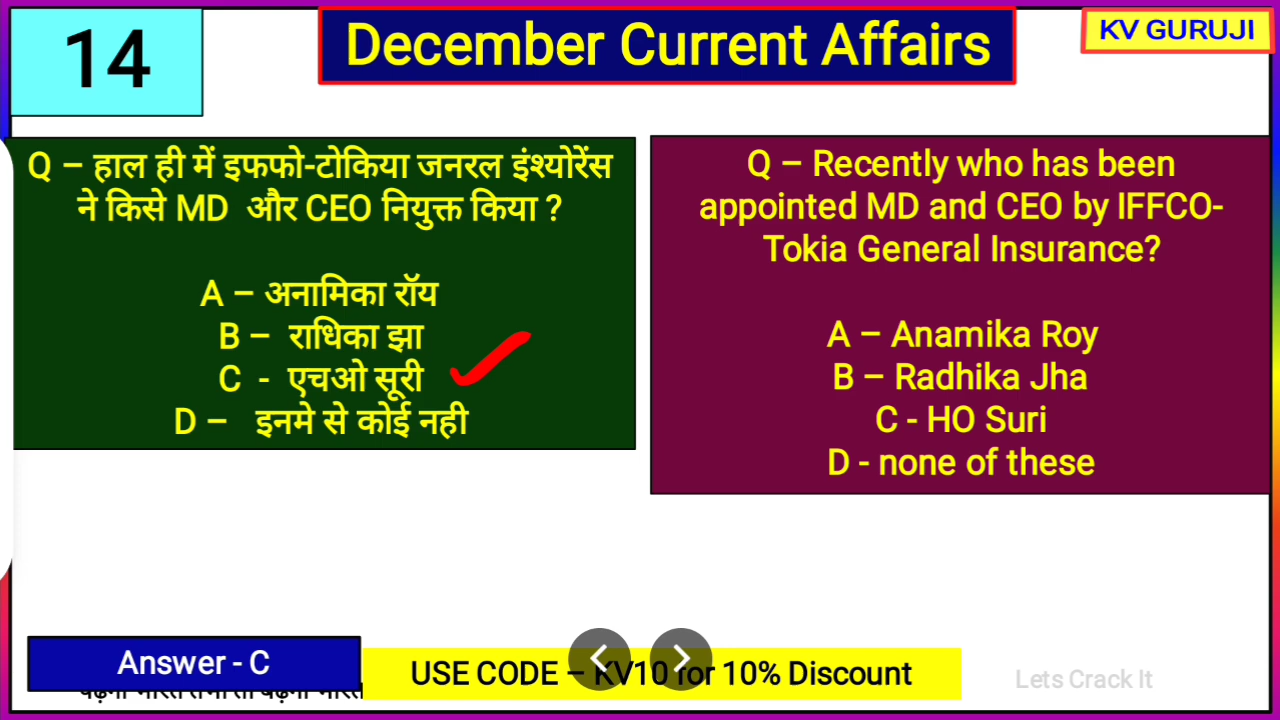 14
December Current Affairs
KV GURUJI
Q – हाल ही में इफफो-टोकिया जनरल इंश्योरेंस
ने किसे MD और CEO नियुक्त किया ?
A – अनामिका रॉय
B – राधिका झा
C - एचओ सूरी
D – इनमे से कोई नही
Q – Recently who has been
appointed MD and CEO by IFFCO-
Tokia General Insurance?
A – Anamika Roy
B – Radhika Jha
C - HO Suri
D - none of these
Answer - C
USE CODE – KV10 for 10% Discount
Lets Crack It